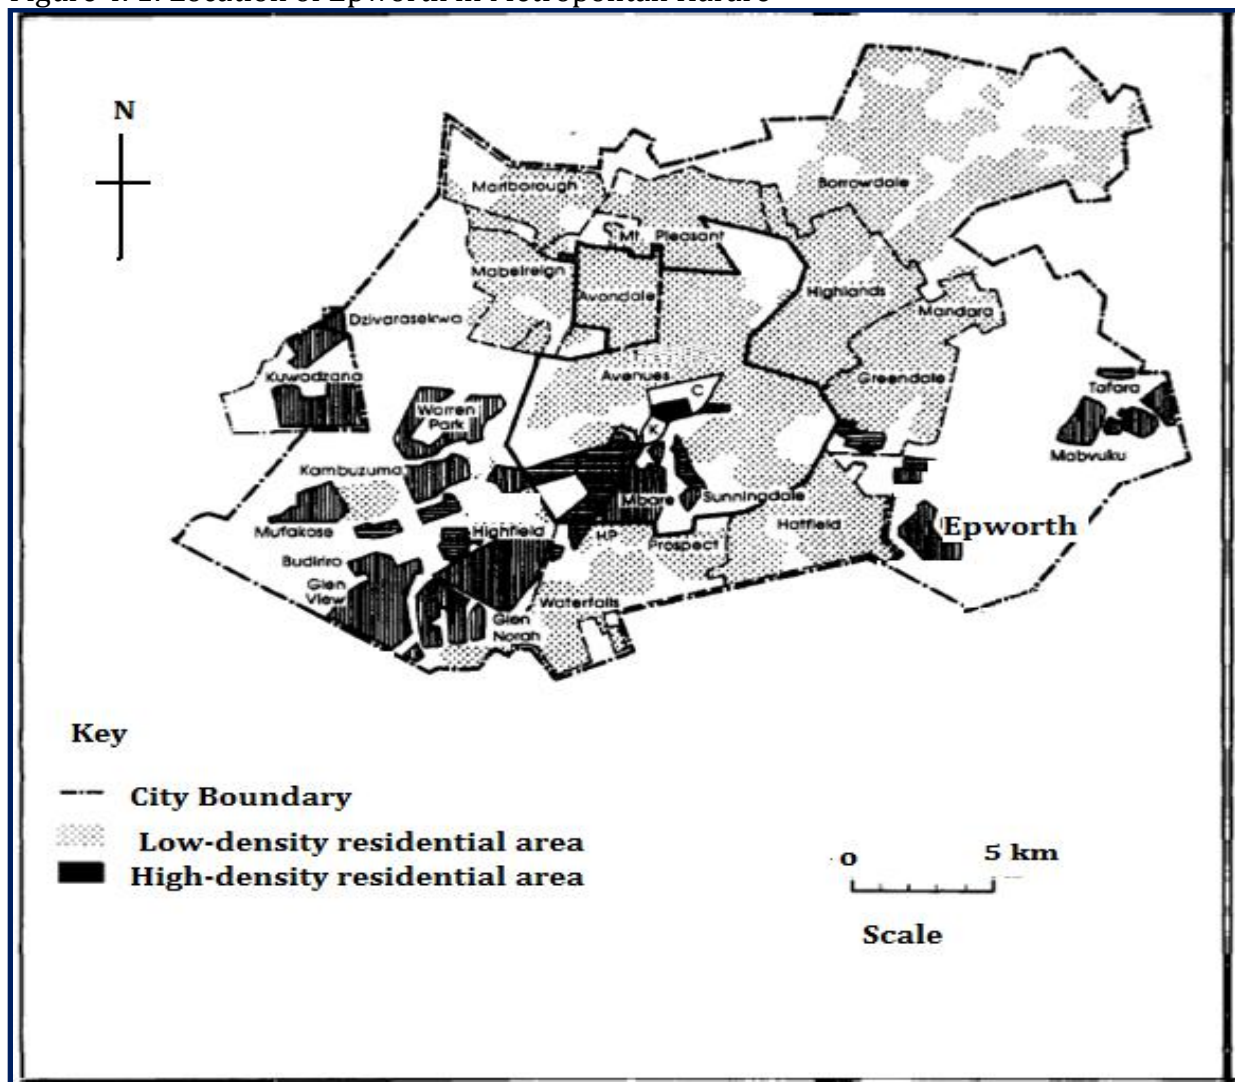 Figure 4. 2: Location of Epworth in Metropolitan Harare
N
Borrowdale
Marlborough
Mt. Pleasant
Mabelreign
Avondale
Highlands
Mandara
Dzivarasekwa
Kuwadzana
Avenues
Greendale
C
Tafara
Warren
Park
K
Mabvuku
Kambuzuma
Mbare
Sunningdale
Mufakose
Highfield
HP
Prospect
Hatfield
Epworth
Budiriro
Glen
View
Waterfalls
Glen
Norah
Key
City Boundary
Low-density residential area
High-density residential area
0 5 km
Scale